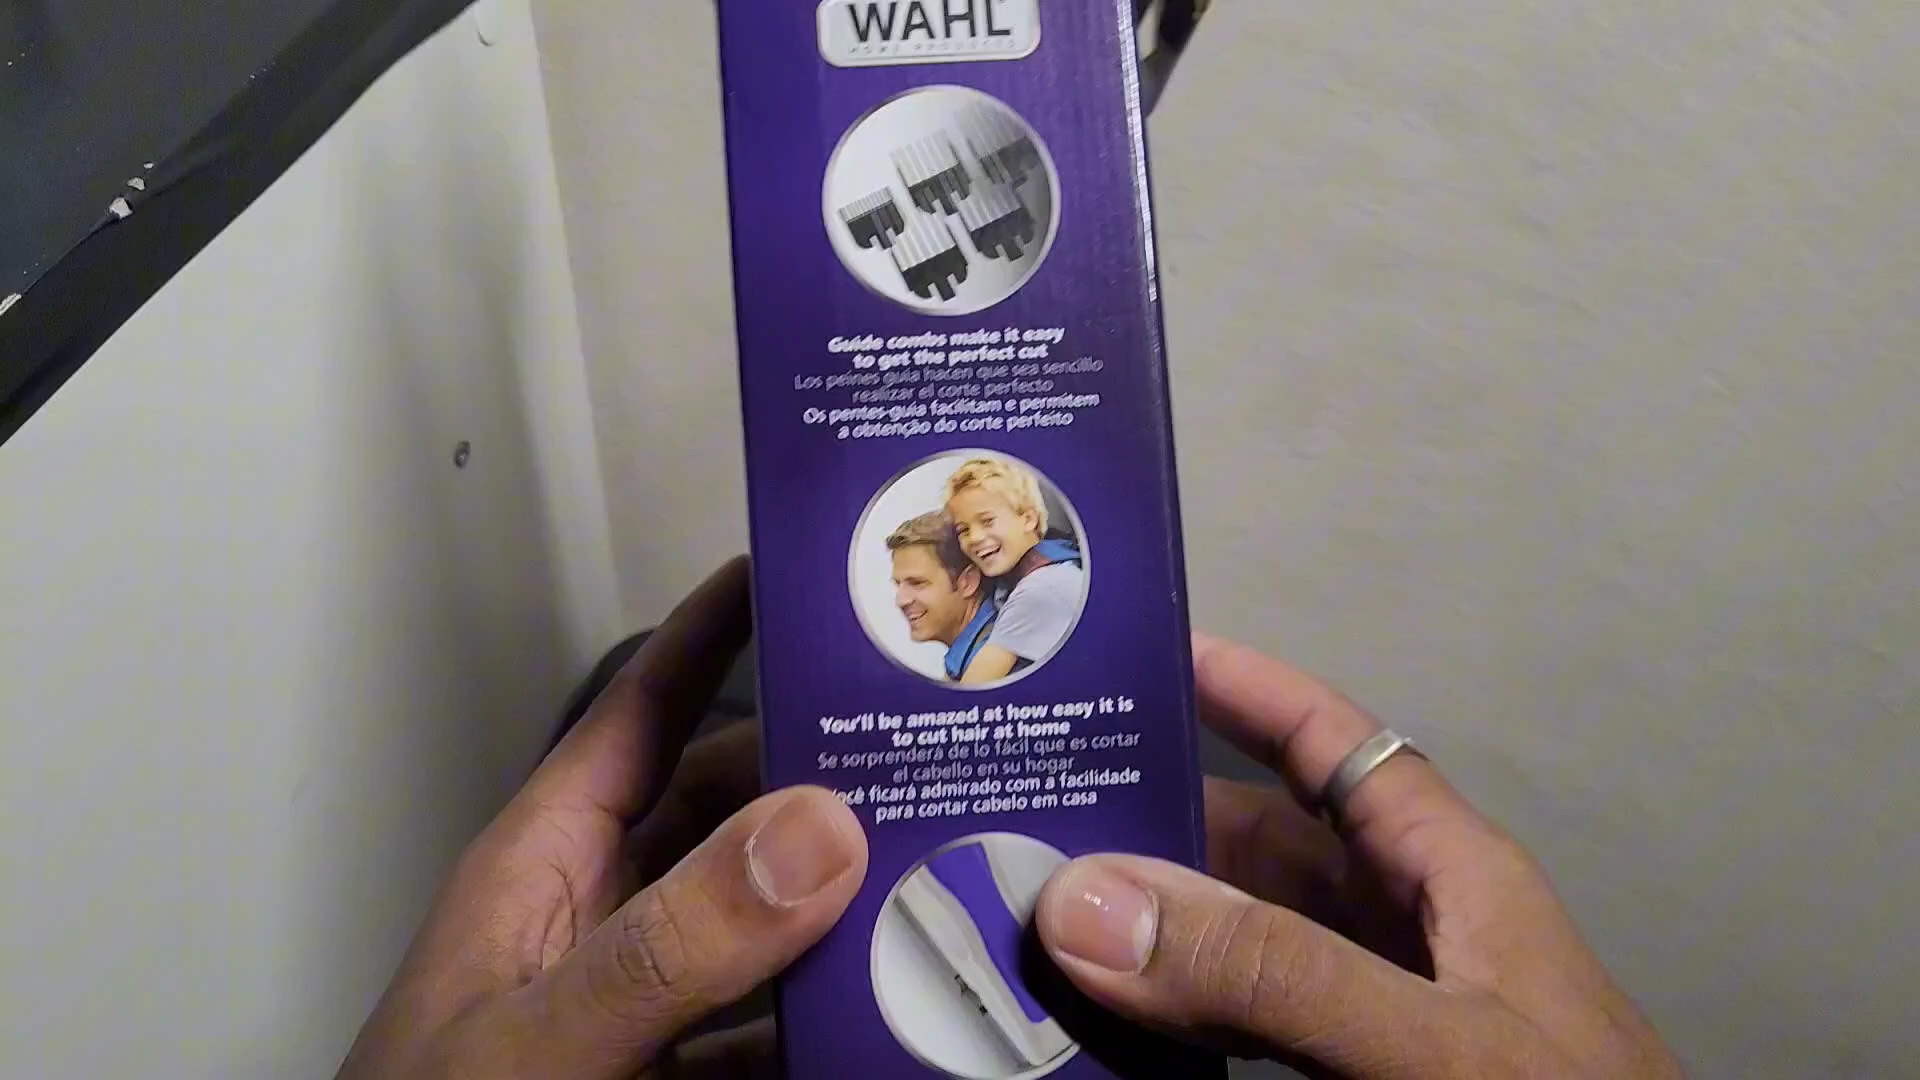 WAHL
HOME PRODUCTS
Guide combs make it easy
to get the perfect cut
Los peines guía hacen que sea sencillo
realizar el corte perfecto
Os pentes-guia facilitam e permitem
a obtenção do corte perfeito
You'll be amazed at how easy it is
to cut hair at home
Se sorprenderá de lo fácil que es cortar
el cabello en su hogar
ocê ficará admirado com a facilidade
para cortar cabelo em casa